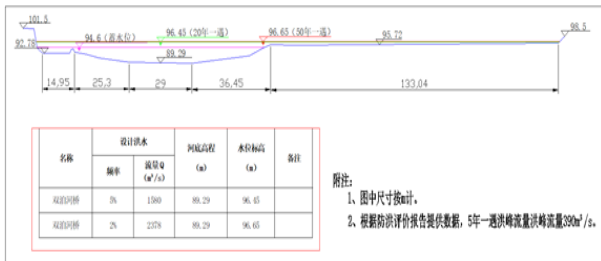 101.5
98.5
94.6（蓄水位） 96.45（20年一遇） 96.65（50年一遇） 95.72
92.78
89.29
14,95 25,3 29 36,45 133,04
名称 设计洪水 河底高程（m） 水位标高（m） 备注
频率 流量Q（m³/s）
双洎河桥 5% 1580 89.29 96.45
双洎河桥 2% 2378 89.29 96.65
附注：
1、图中尺寸按m计。
2、根据防洪评价报告提供数据，5年一遇洪峰流量洪峰流量390m³/s。